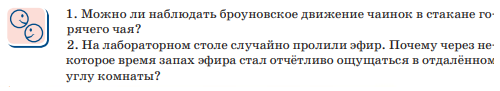 1. Можно ли наблюдать броуновское движение чаинок в стакане го-
рячего чая?
2. На лабораторном столе случайно пролили эфир. Почему через не-
которое время запах эфира стал отчётливо ощущаться в отдалённом
углу комнаты?